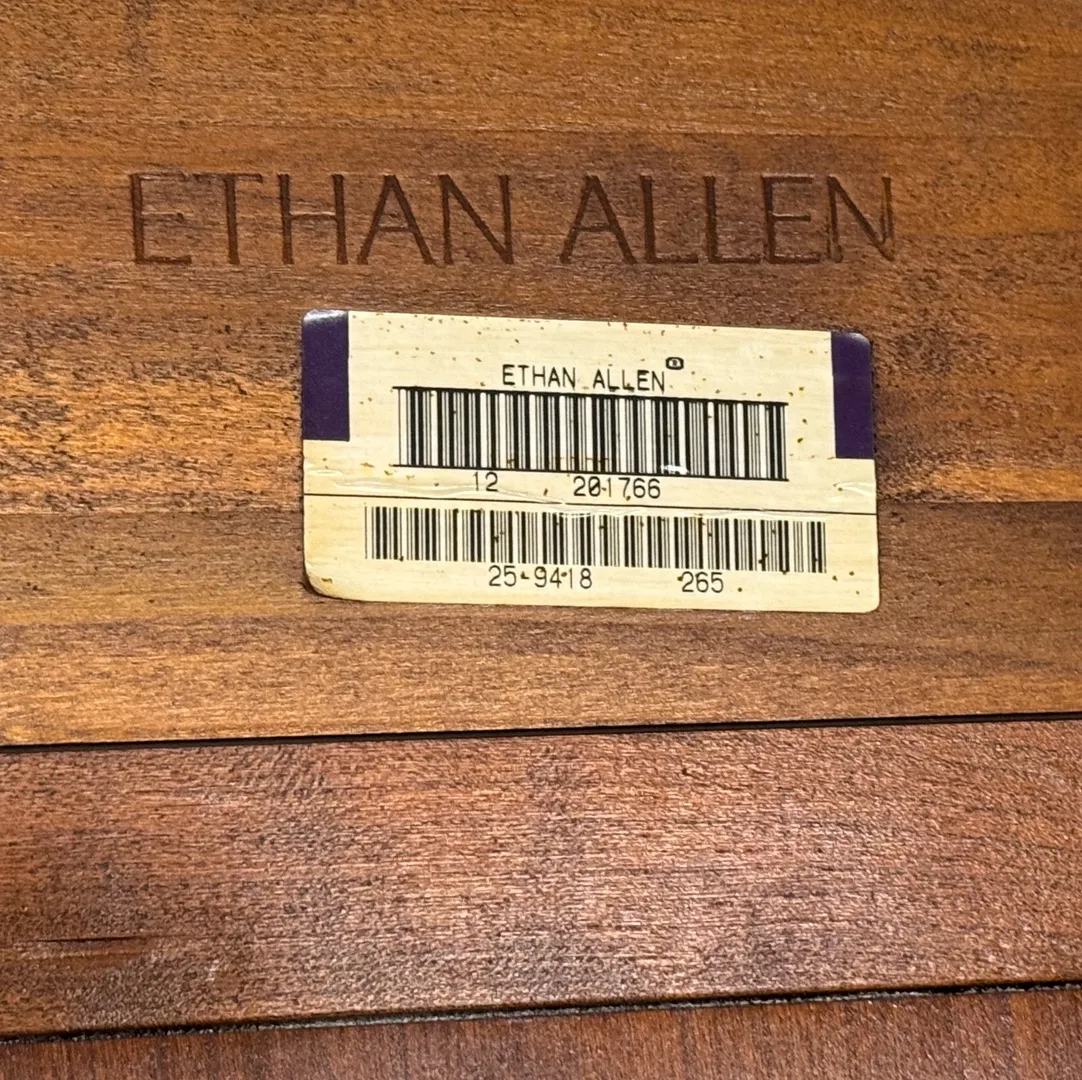 ETHAN ALLEN
ETHAN ALLEN®
12 201766
25-9418 265